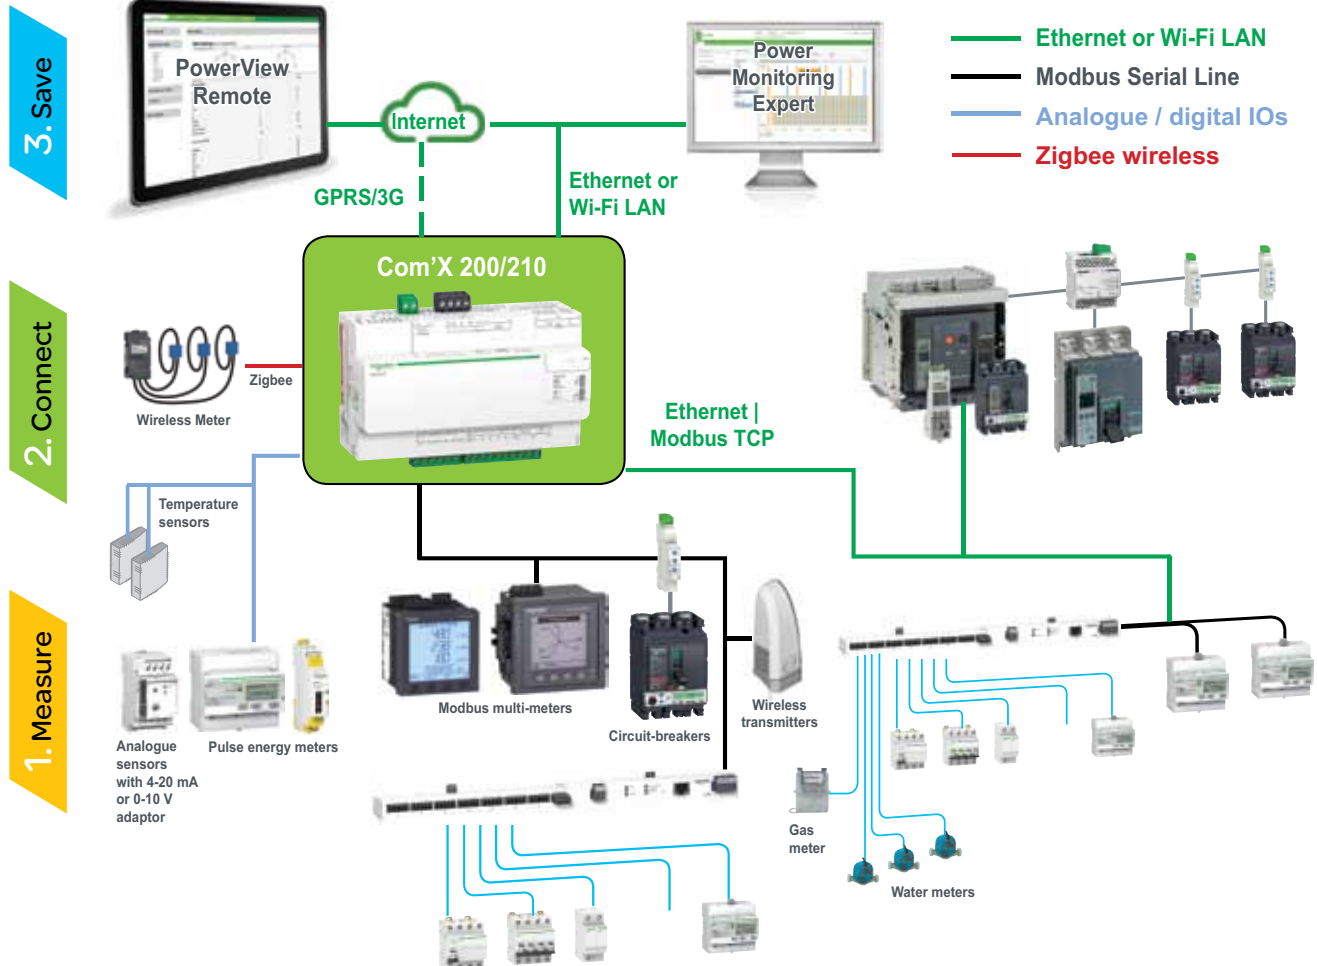 3. Save
PowerView
Remote
Internet
Power
Monitoring
Expert
Ethernet or Wi-Fi LAN
Modbus Serial Line
Analogue / digital IOs
Zigbee wireless
GPRS/3G
Ethernet or
Wi-Fi LAN
2. Connect
Com’X 200/210
Zigbee
Wireless Meter
Ethernet |
Modbus TCP
Temperature
sensors
1. Measure
Analogue
sensors
with 4-20 mA
or 0-10 V
adaptor
Pulse energy meters
Modbus multi-meters
Circuit-breakers
Wireless
transmitters
Gas
meter
Water meters